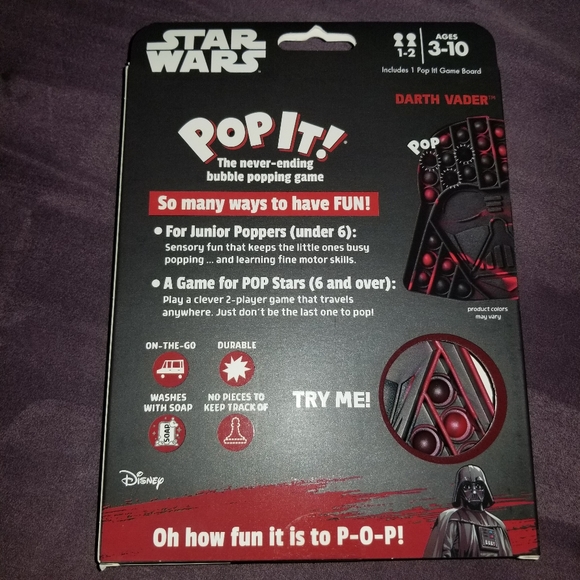 STAR
WARS
1-2
AGES
3-10
Includes 1 Pop It! Game Board
DARTH VADER™
POP
POP IT!®
The never-ending
bubble popping game
So many ways to have FUN!
• For Junior Poppers (under 6):
Sensory fun that keeps the little ones busy
popping ... and learning fine motor skills.
• A Game for POP Stars (6 and over):
Play a clever 2-player game that travels
anywhere. Just don't be the last one to pop!
product colors
may vary
ON-THE-GO
DURABLE
WASHES
WITH SOAP
NO PIECES TO
KEEP TRACK OF
SOAP
TRY ME!
Disney
Oh how fun it is to P-O-P!